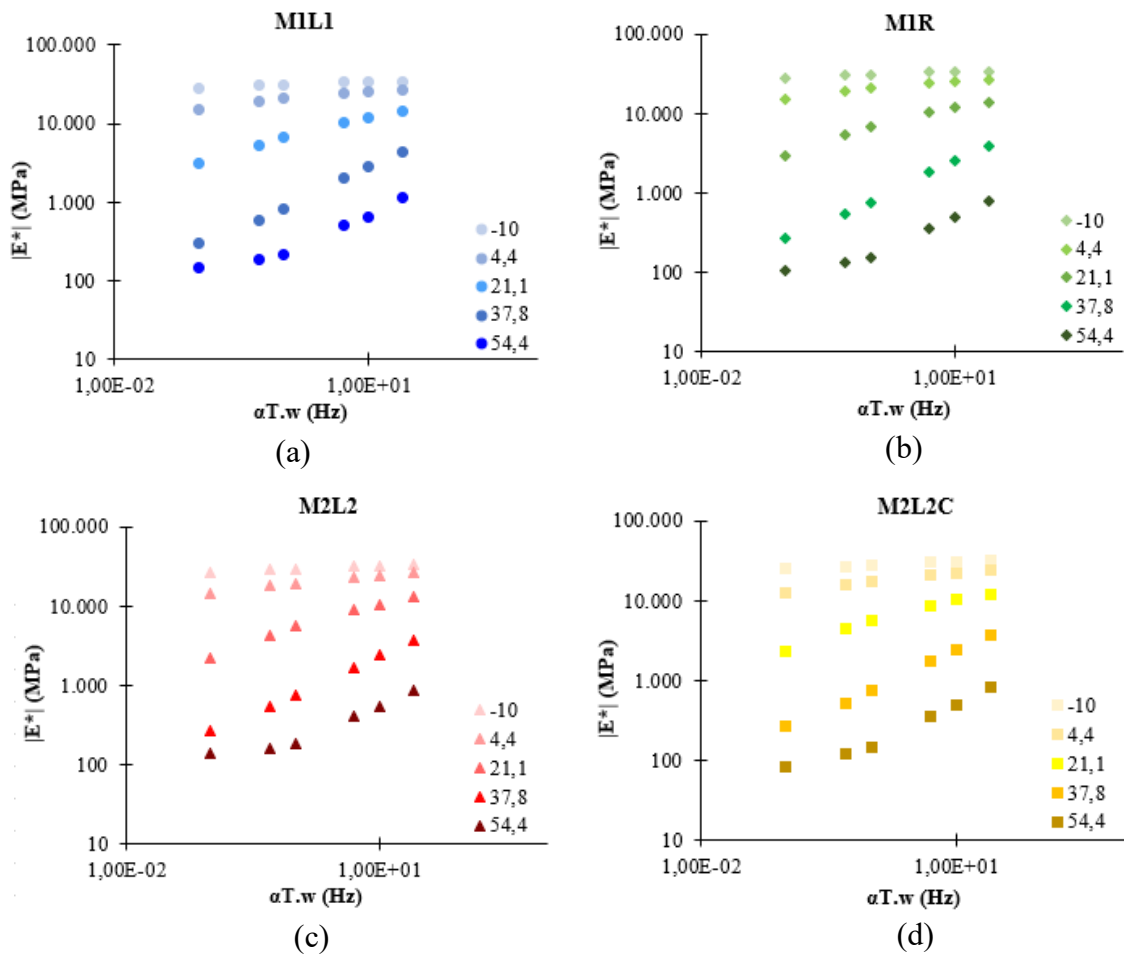 M1L1
100.000
10.000
1.000
100
10
|E*| (MPa)
1,00E-02
1,00E+01
αT.w (Hz)
-10
4,4
21,1
37,8
54,4
(a)
M1R
100.000
10.000
1.000
100
10
|E*| (MPa)
1,00E-02
1,00E+01
αT.w (Hz)
-10
4,4
21,1
37,8
54,4
(b)
M2L2
100.000
10.000
1.000
100
10
|E*| (MPa)
1,00E-02
1,00E+01
αT.w (Hz)
-10
4,4
21,1
37,8
54,4
(c)
M2L2C
100.000
10.000
1.000
100
10
|E*| (MPa)
1,00E-02
1,00E+01
αT.w (Hz)
-10
4,4
21,1
37,8
54,4
(d)